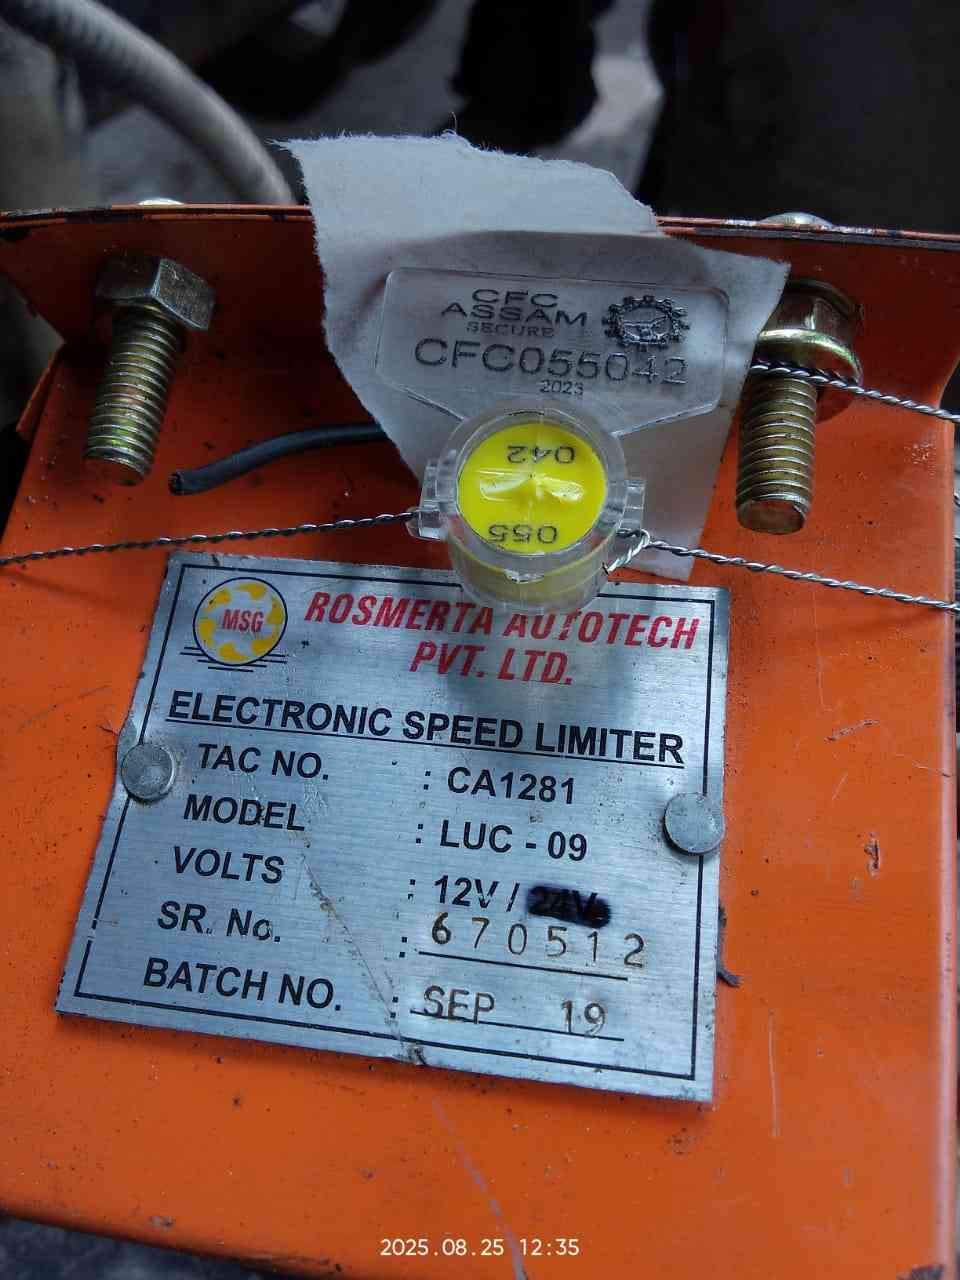 CFC
ASSAM
SECURE
CFC055042
2023
042
055
MSG
ROSMERTA AUTOTECH
PVT. LTD.
ELECTRONIC SPEED LIMITER
TAC NO. : CA1281
MODEL : LUC - 09
VOLTS : 12V / 24V
SR. No. : 670512
BATCH NO. : SEP 19
2025.08.25 12:35